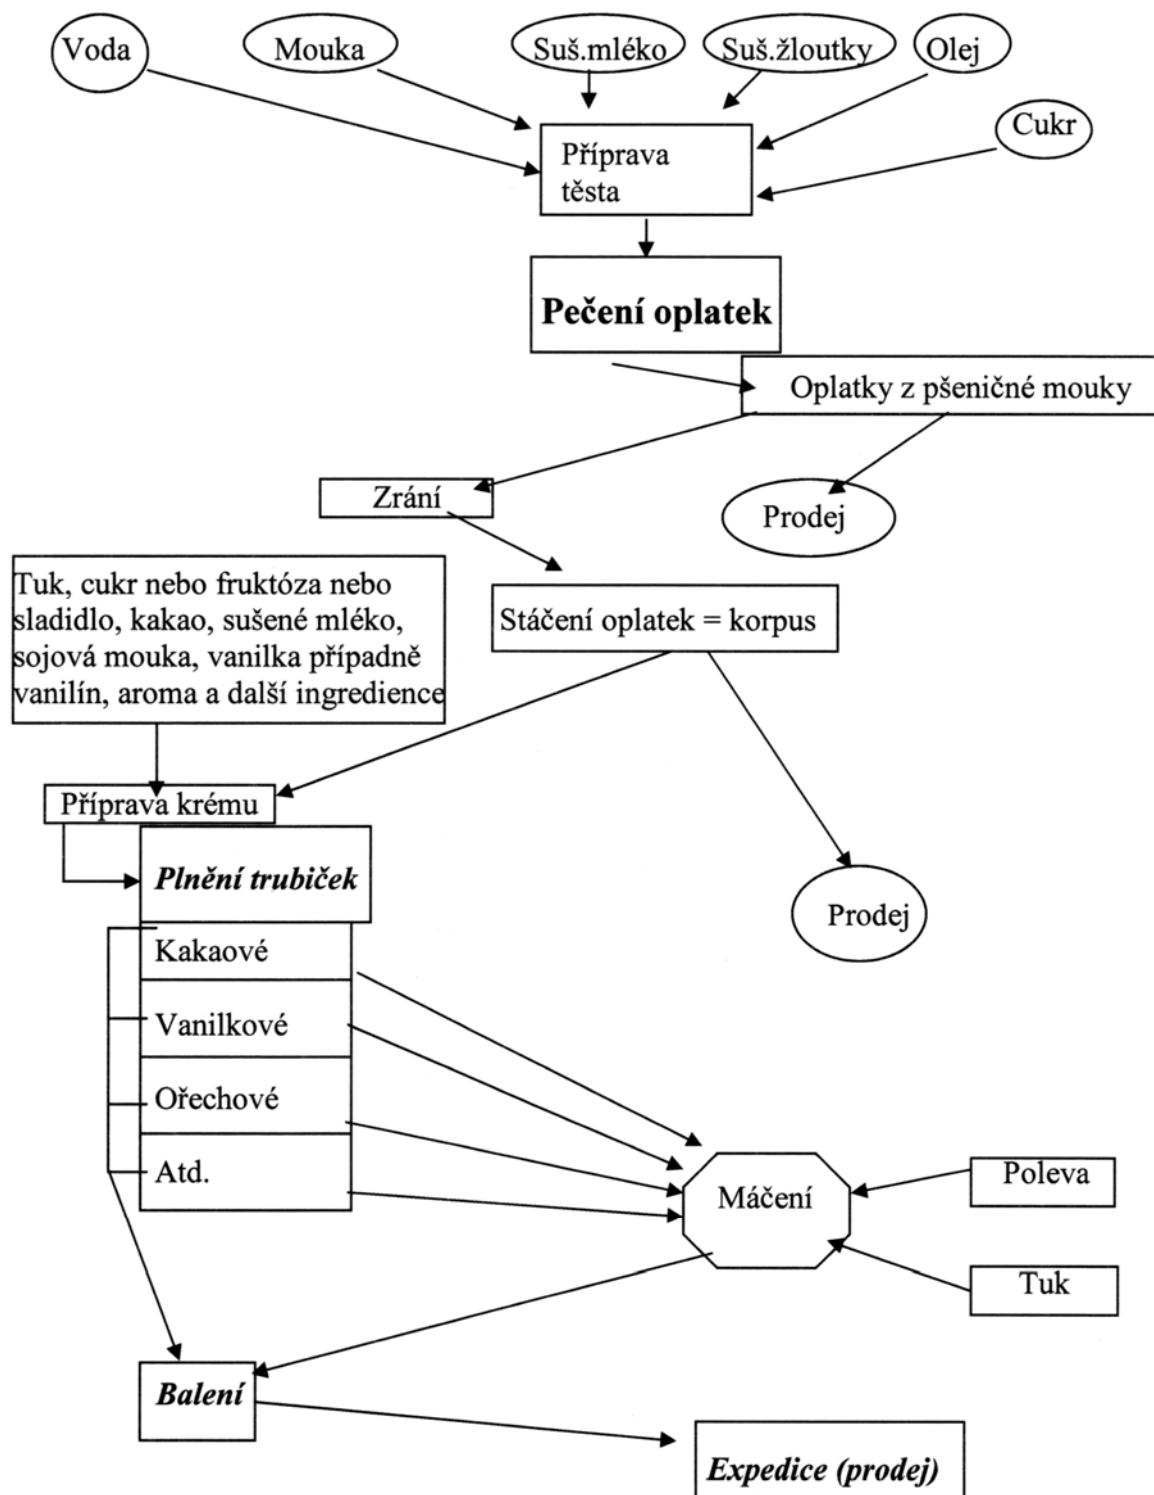 Voda
Mouka
Suš.mléko
Suš.žloutky
Olej
Cukr
Příprava
těsta
Pečení oplatek
Oplatky z pšeničné mouky
Zrání
Prodej
Tuk, cukr nebo fruktóza nebo
sladidlo, kakao, sušené mléko,
sojová mouka, vanilka případně
vanilín, aroma a další ingredience
Stáčení oplatek = korpus
Příprava krému
Plnění trubiček
Prodej
Kakaové
Vanilkové
Ořechové
Atd.
Máčení
Poleva
Tuk
Balení
Expedice (prodej)